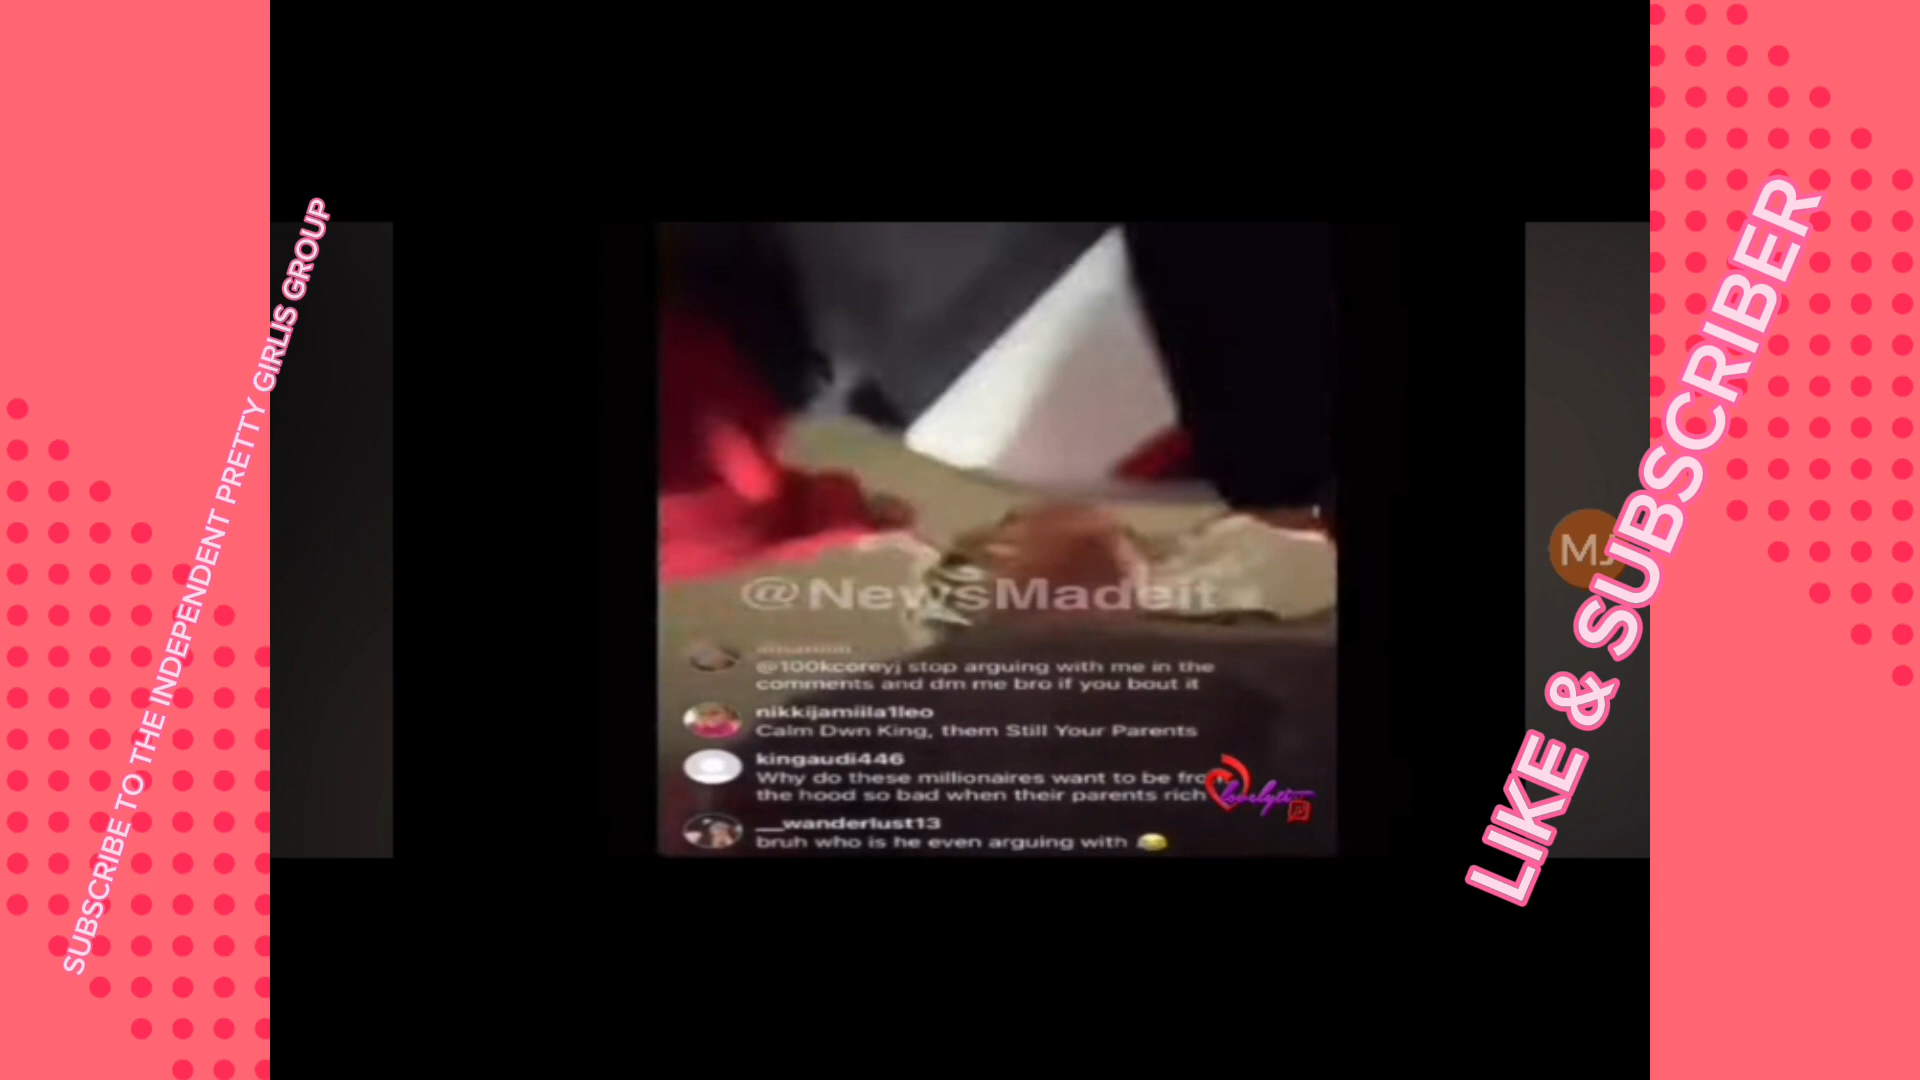 SUBSCRIBE TO THE INDEPENDENT PRETTY GIRLIS GROUP
@NewsMadeit
@100kcoreyj stop arguing with me in the
comments and dm me bro if you bout it
nikkijamiila1leo
Calm Dwn King, them Still Your Parents
kingaudi446
Why do these millionaires want to be
the hood so bad when their parents rich
__wanderlust13
bruh who is he even arguing with 😂
MJ
LIKE & SUBSCRIBER